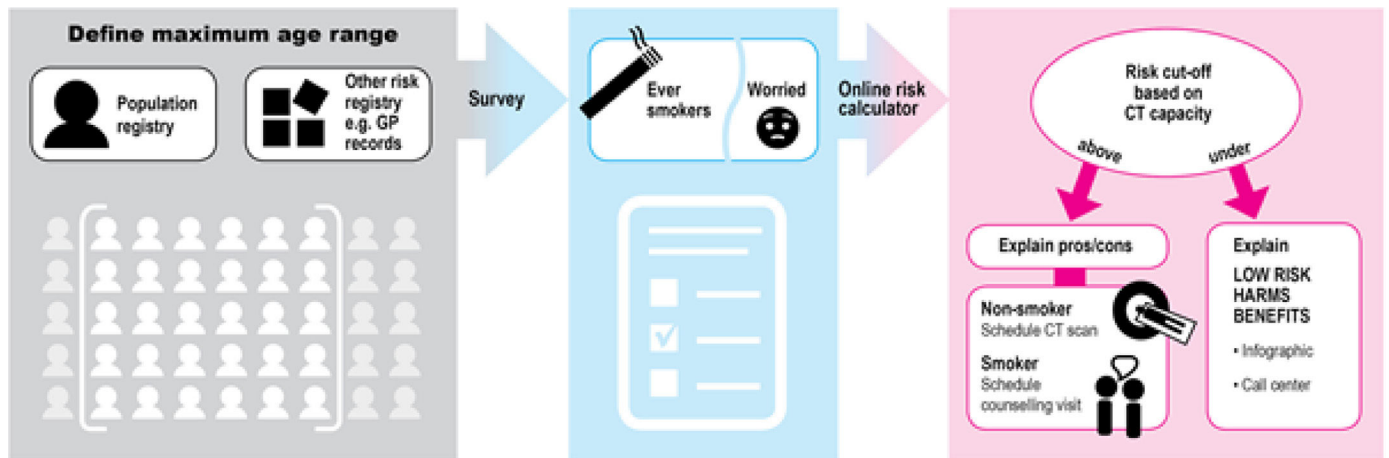 Define maximum age range
Population
registry
Other risk
registry
e.g. GP
records
Survey
Ever
smokers
Worried
Online risk
calculator
Risk cut-off
based on
CT capacity
above
under
Explain pros/cons
Non-smoker
Schedule CT scan
Smoker
Schedule
counselling visit
Explain
LOW RISK
HARMS
BENEFITS
• Infographic
• Call center